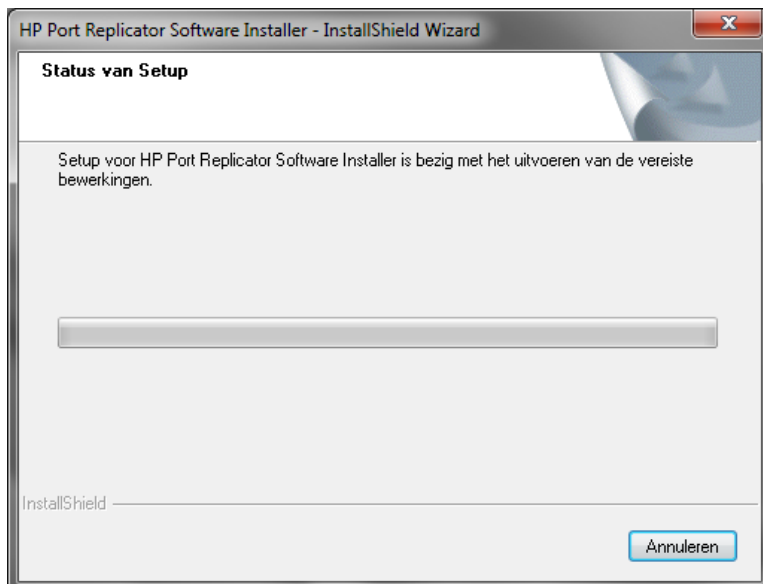 HP Port Replicator Software Installer - InstallShield Wizard
Status van Setup
Setup voor HP Port Replicator Software Installer is bezig met het uitvoeren van de vereiste
bewerkingen.
InstallShield
Annuleren